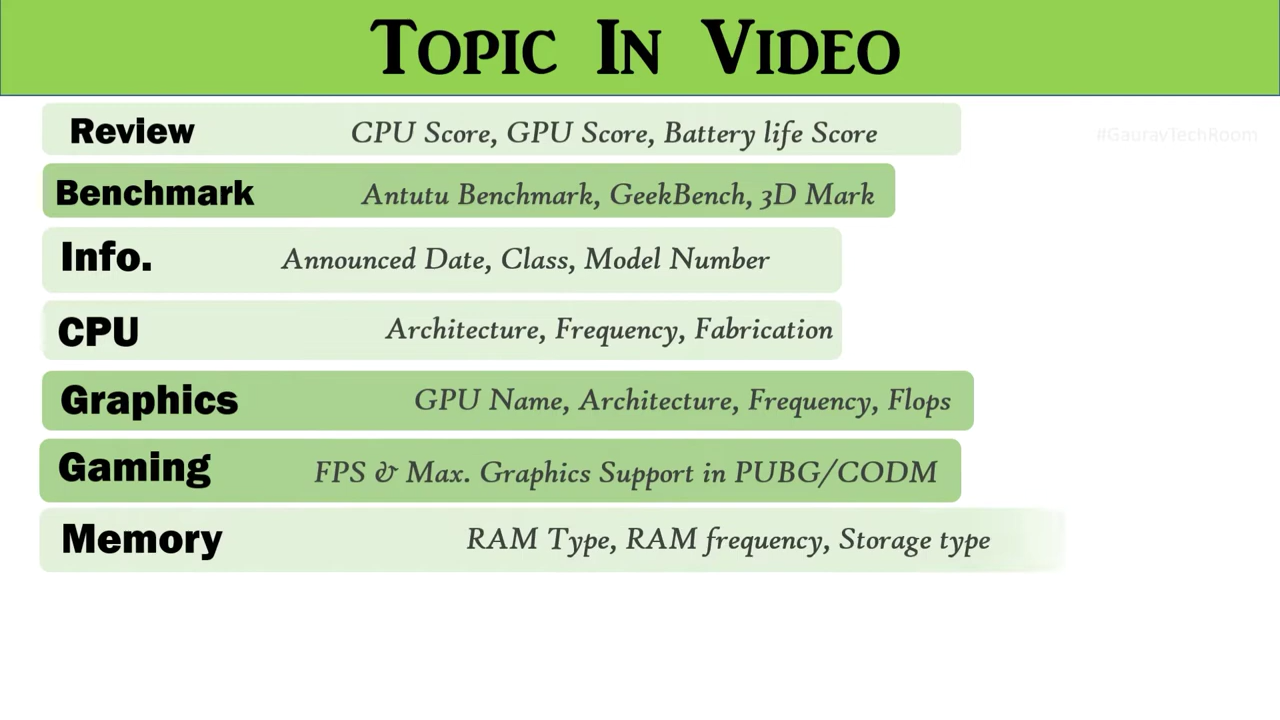 Topic In Video
Review CPU Score, GPU Score, Battery life Score
#GauravTechRoom
Benchmark Antutu Benchmark, GeekBench, 3D Mark
Info. Announced Date, Class, Model Number
CPU Architecture, Frequency, Fabrication
Graphics GPU Name, Architecture, Frequency, Flops
Gaming FPS & Max. Graphics Support in PUBG/CODM
Memory RAM Type, RAM frequency, Storage type